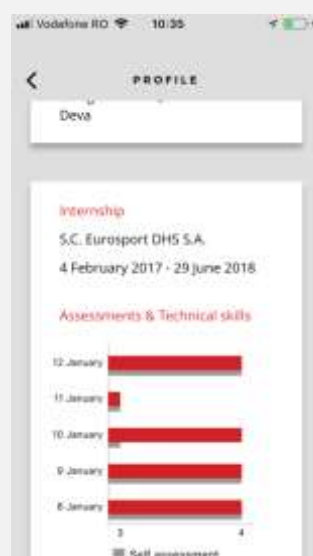 Vodafone RO 10:35
PROFILE
Deva
Internship
S.C. Eurosport DHS S.A.
4 February 2017 - 29 June 2018
Assessments & Technical skills
12 January
11 January
10 January
9 January
8 January
3 4
Self assessment